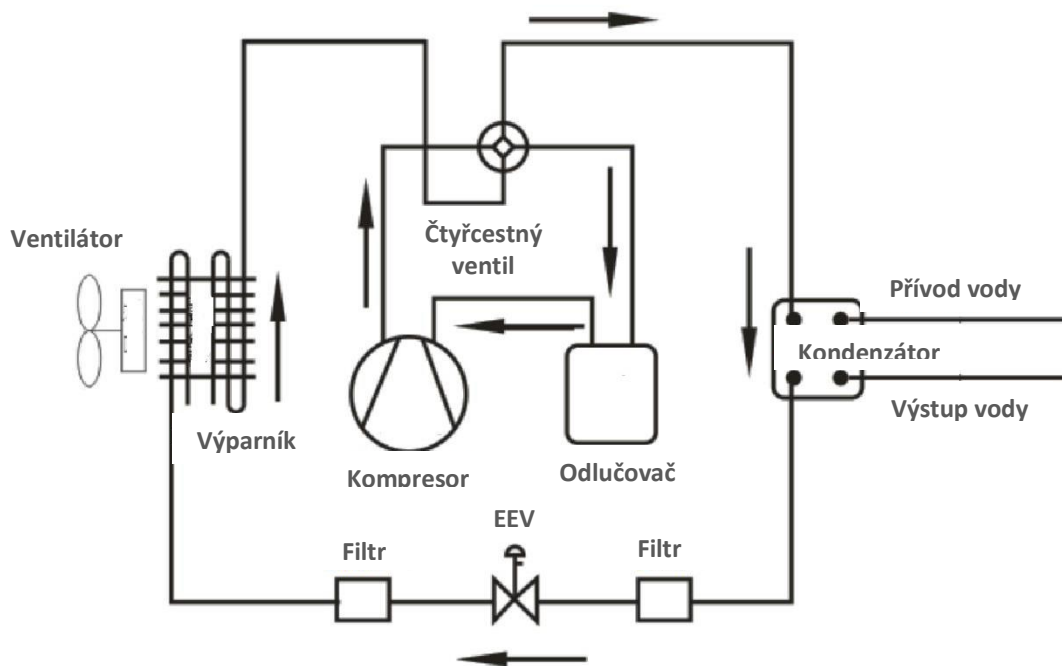 Čtyřcestný
ventil
Ventilátor
Přívod vody
Kondenzátor
Výstup vody
Výparník
Kompresor
Odlučovač
EEV
Filtr
Filtr